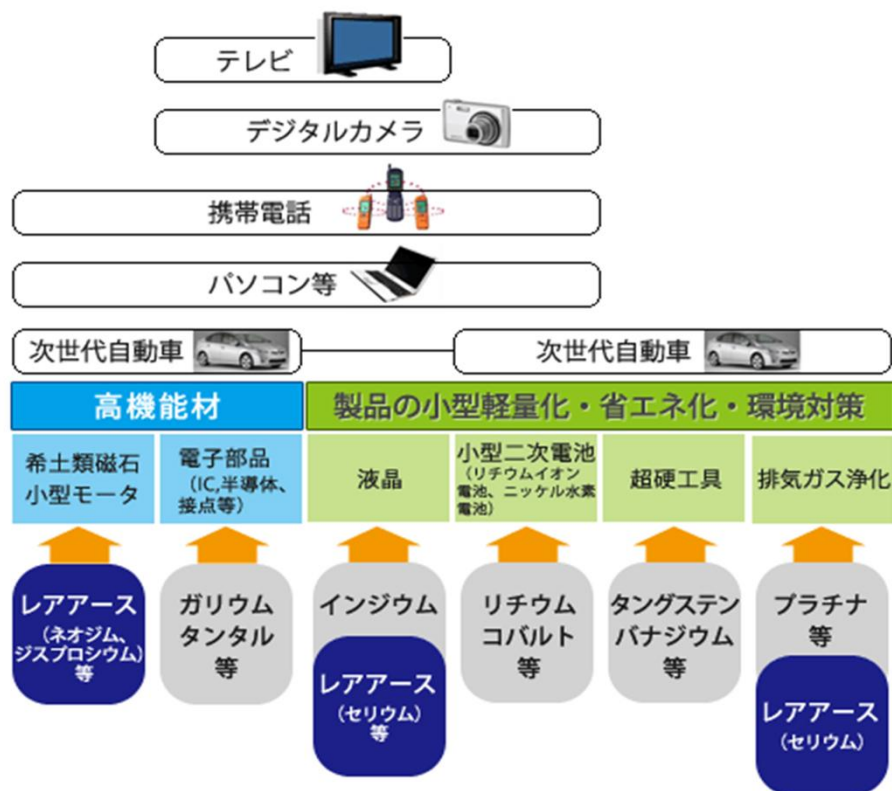 テレビ
デジタルカメラ
携帯電話
パソコン等
次世代自動車
次世代自動車
高機能材
製品の小型軽量化・省エネ化・環境対策
希土類磁石
小型モータ
電子部品
（IC,半導体、
接点等）
液晶
小型二次電池
（リチウムイオン
電池、ニッケル水素
電池）
超硬工具
排気ガス浄化
レアアース
（ネオジム、
ジスプロシウム）
等
ガリウム
タンタル
等
インジウム
レアアース
（セリウム）
等
リチウム
コバルト
等
タングステン
バナジウム
等
プラチナ
等
レアアース
（セリウム）